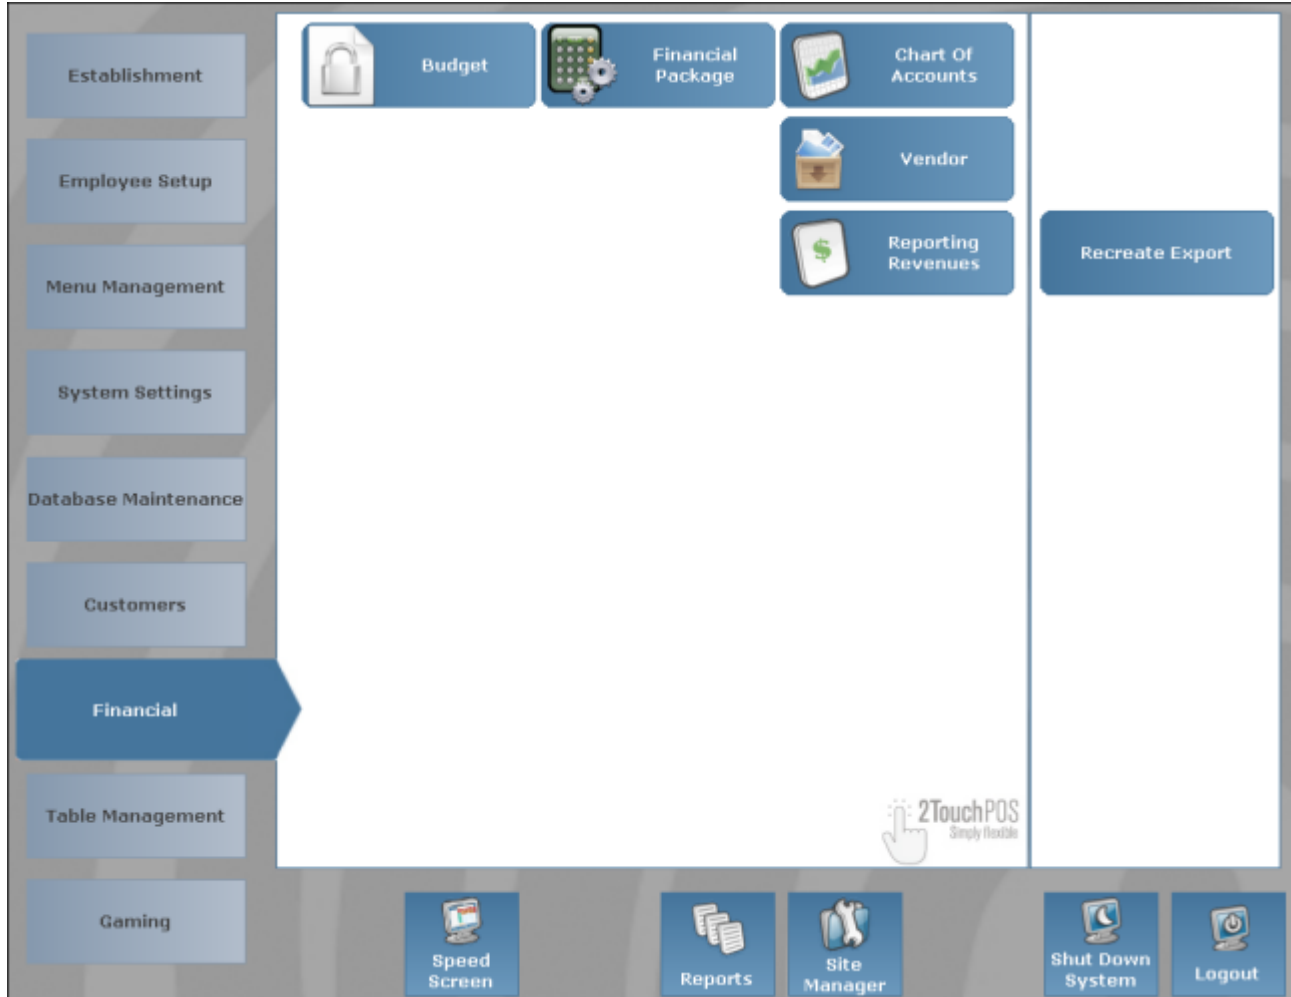 Establishment
Employee Setup
Menu Management
System Settings
Database Maintenance
Customers
Financial
Table Management
Gaming
Budget
Financial
Package
Chart Of
Accounts
Vendor
Reporting
Revenues
Recreate Export
2TouchPOS
Simply flexible
Speed
Screen
Reports
Site
Manager
Shut Down
System
Logout